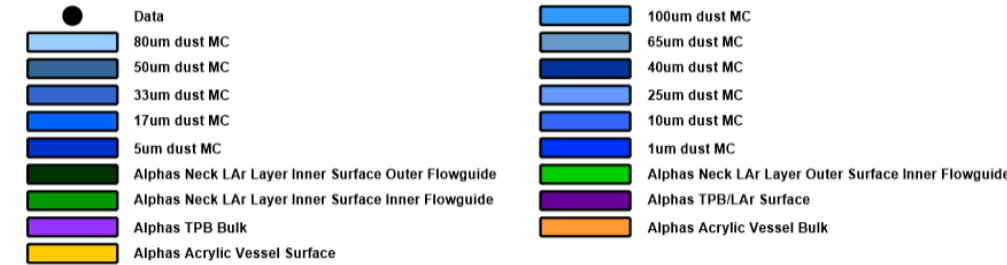 Data
80um dust MC
50um dust MC
33um dust MC
17um dust MC
5um dust MC
Alphas Neck LAr Layer Inner Surface Outer Flowguide
Alphas Neck LAr Layer Inner Surface Inner Flowguide
Alphas TPB Bulk
Alphas Acrylic Vessel Surface
100um dust MC
65um dust MC
40um dust MC
25um dust MC
10um dust MC
1um dust MC
Alphas Neck LAr Layer Outer Surface Inner Flowguide
Alphas TPB/LAr Surface
Alphas Acrylic Vessel Bulk